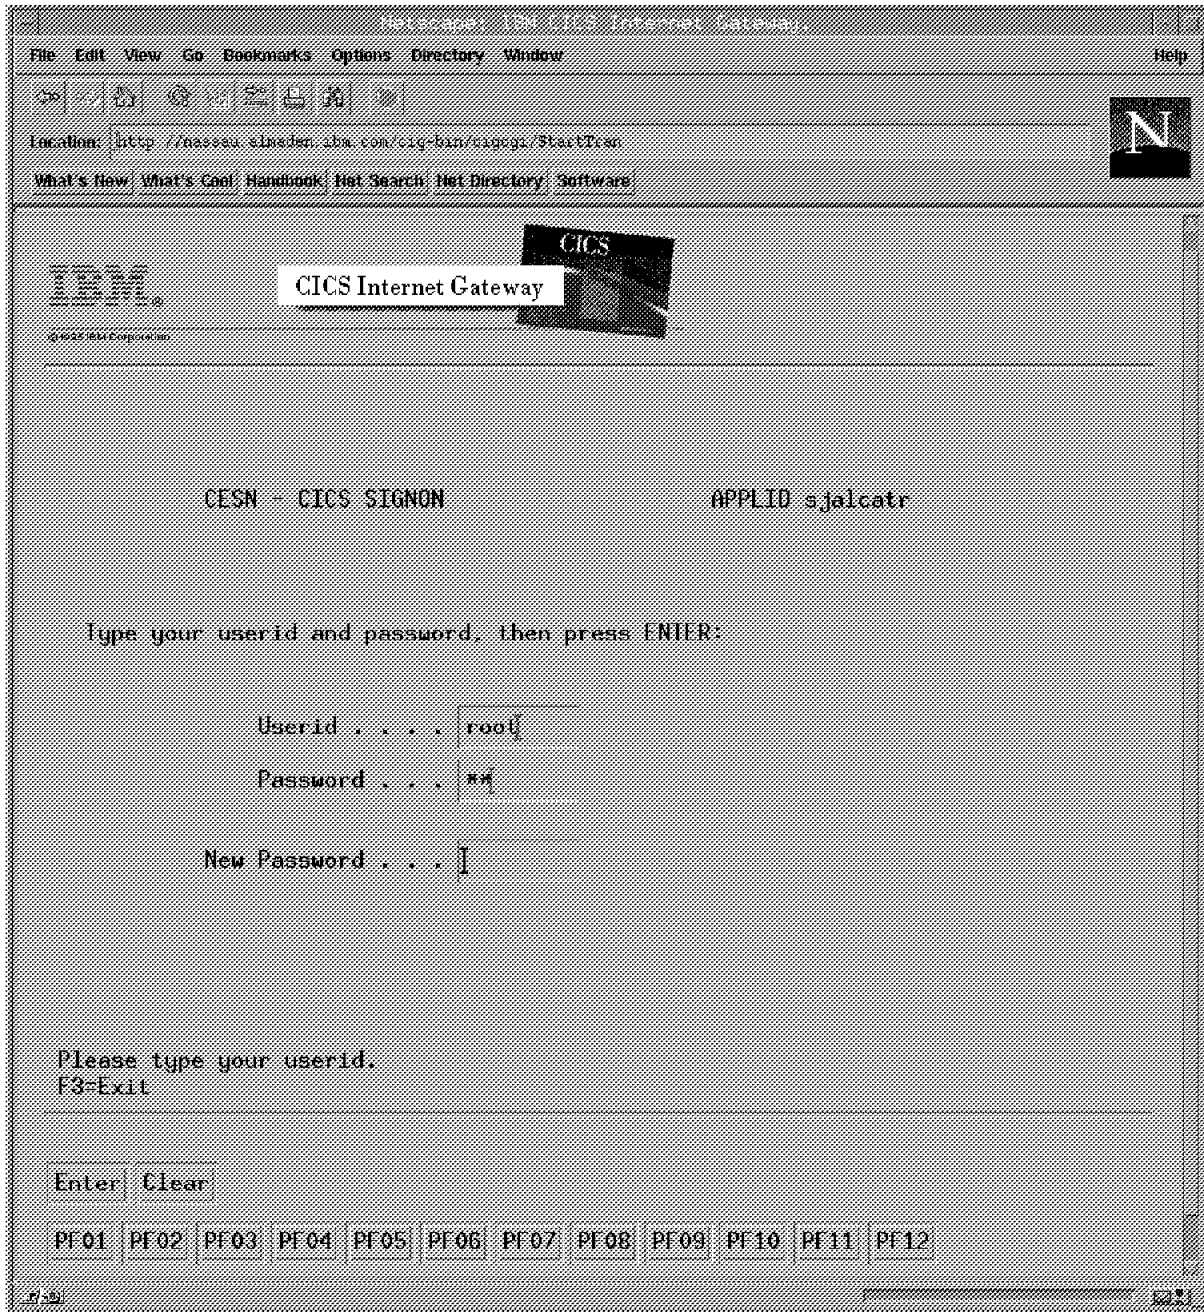 Netscape: IBM CICS Internet Gateway.
File Edit View Go Bookmarks Options Directory Window Help
Location: http://nassau.almaden.ibm.com/cig-bin/cigcgi/StartTran
N
What's New! What's Cool! Handbook Net Search Net Directory Software
CICS
IBM®
CICS Internet Gateway
©1995 IBM Corporation
CESN - CICS SIGNON APPLID sjalcatr
Type your userid and password, then press ENTER:
Userid . . . . root
Password . . . **
New Password . . .
Please type your userid.
F3=Exit
Enter Clear
PF01 PF02 PF03 PF04 PF05 PF06 PF07 PF08 PF09 PF10 PF11 PF12